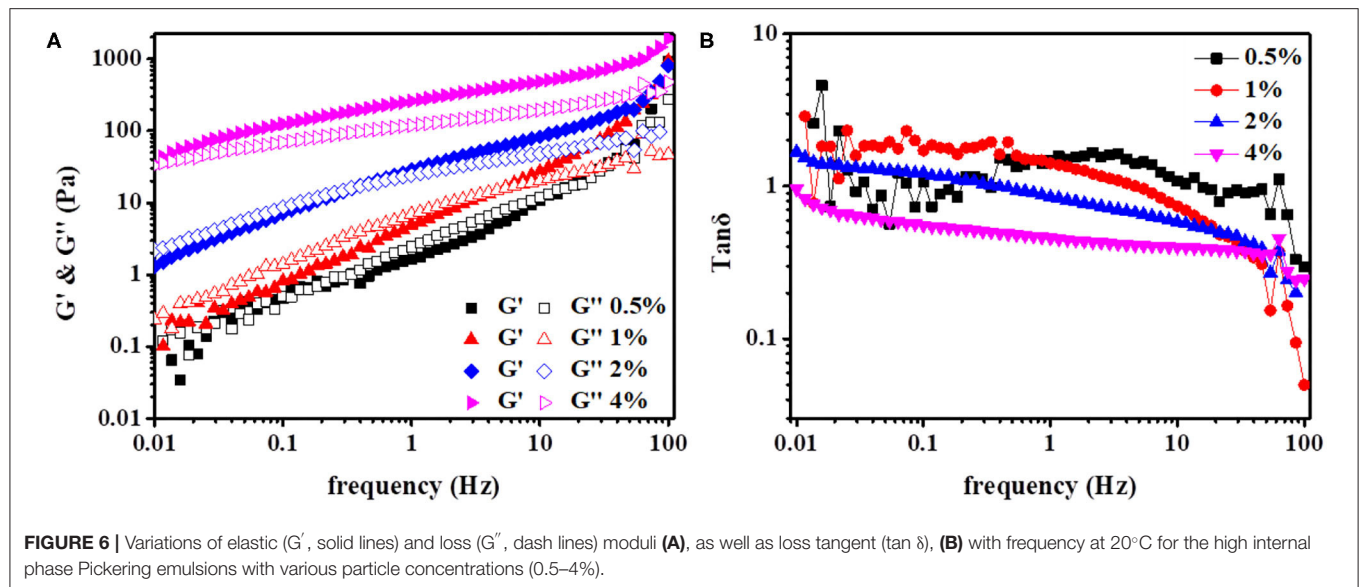 A
G' & G'' (Pa)
1000
100
10
1
0.1
0.01
G' G'' 0.5%
G' G'' 1%
G' G'' 2%
G' G'' 4%
0.01 0.1 1 10 100
frequency (Hz)
B
Tanδ
10
1
0.1
0.5%
1%
2%
4%
0.01 0.1 1 10 100
frequency (Hz)
FIGURE 6 | Variations of elastic (G′, solid lines) and loss (G″, dash lines) moduli (A), as well as loss tangent (tan δ), (B) with frequency at 20°C for the high internal
phase Pickering emulsions with various particle concentrations (0.5–4%).